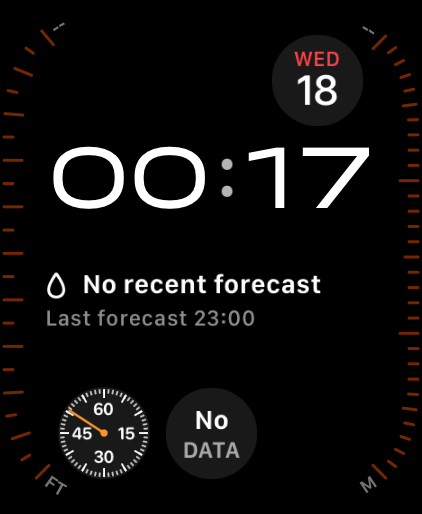 --
--
WED
18
00:17
No recent forecast
Last forecast 23:00
60
45
15
30
No
DATA
FT
M